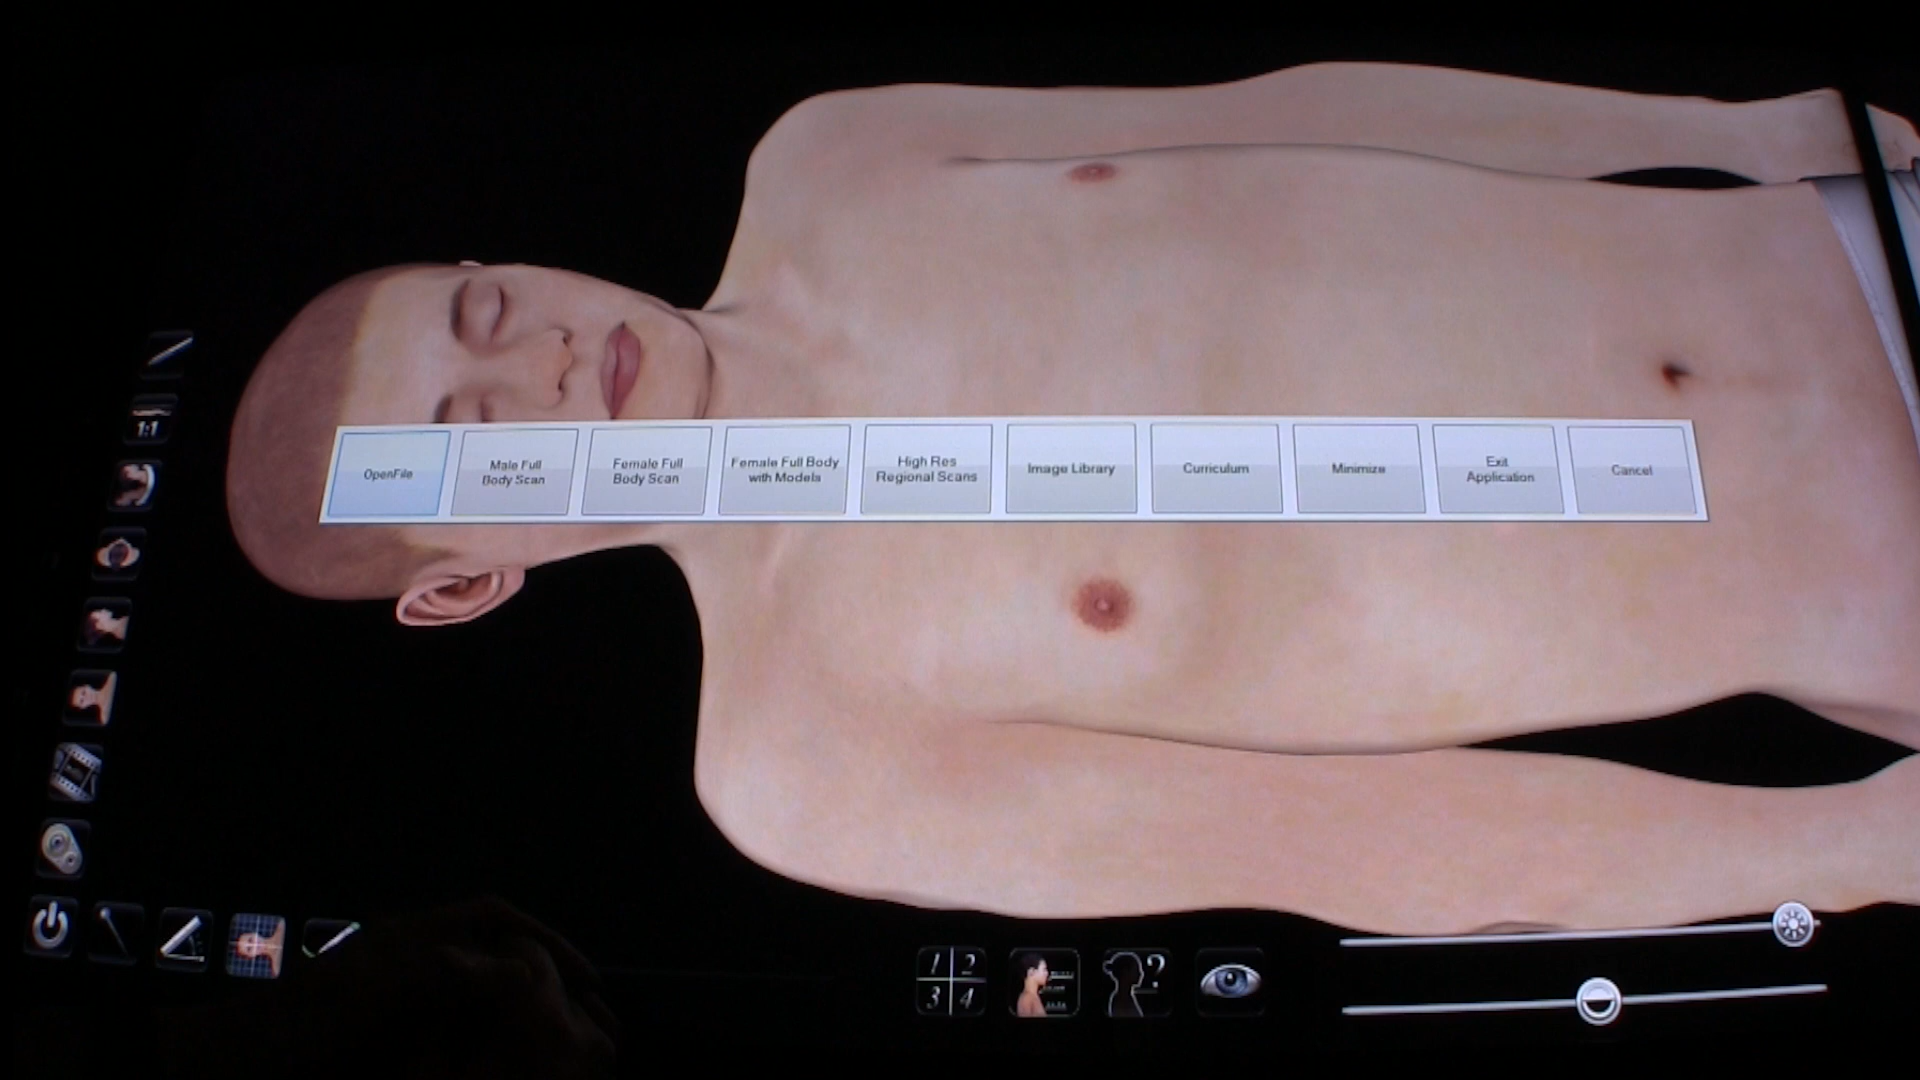 OpenFile
Male Full
Body Scan
Female Full
Body Scan
Female Full Body
with Models
High Res
Regional Scans
Image Library
Curriculum
Minimize
Exit
Application
Cancel
1:1
1 2
3 4
?